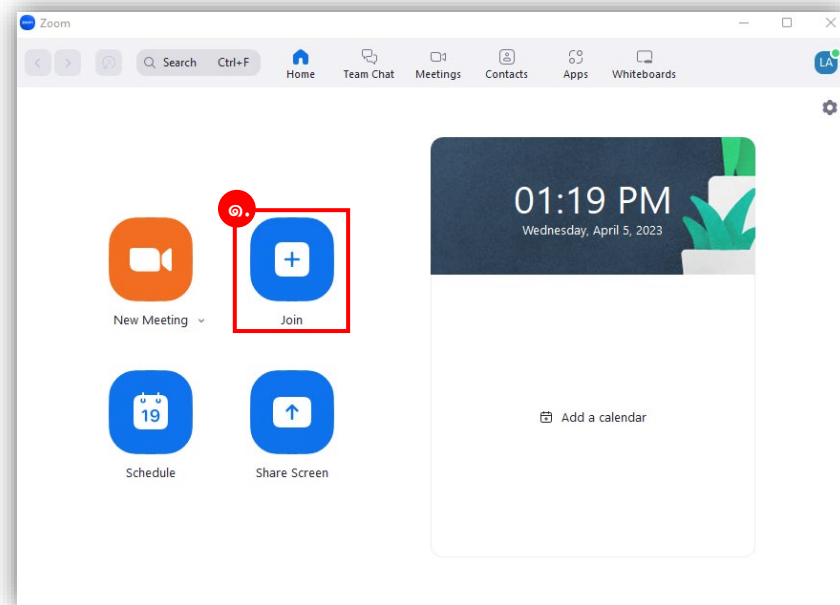 zoom Zoom
Search Ctrl+F
Home
Team Chat
Meetings
Contacts
Apps
Whiteboards
LA
01:19 PM
Wednesday, April 5, 2023
๑.
New Meeting
Join
19
Schedule
Share Screen
Add a calendar